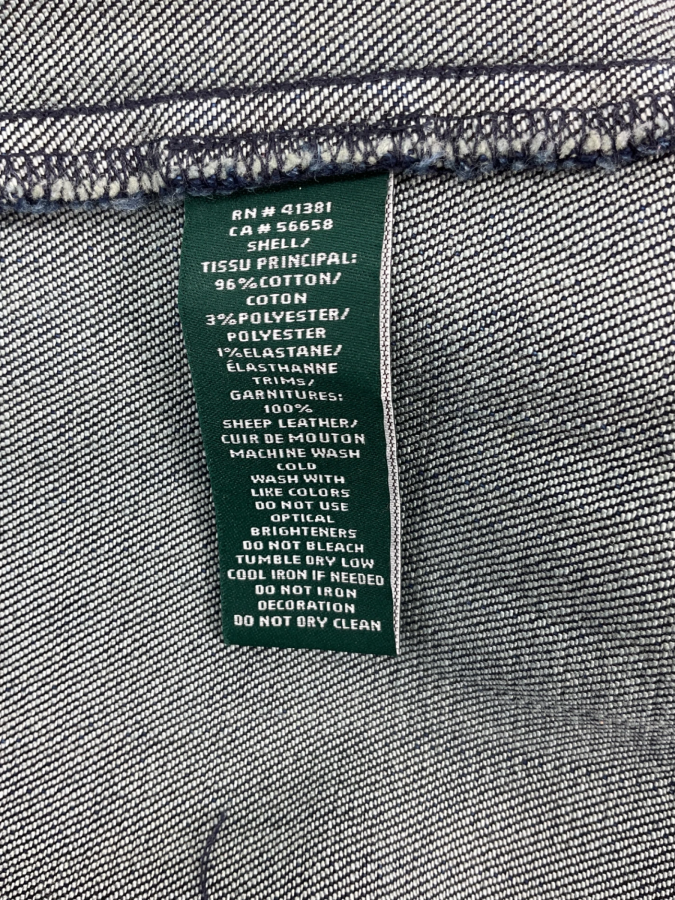 RN # 41381
CA # 56658
SHELL/
TISSU PRINCIPAL:
96%COTTON/
COTON
3%POLYESTER/
POLYESTER
1%ELASTANE/
ÉLASTHANNE
TRIMS/
GARNITURES:
100%
SHEEP LEATHER/
CUIR DE MOUTON
MACHINE WASH
COLD
WASH WITH
LIKE COLORS
DO NOT USE
OPTICAL
BRIGHTENERS
DO NOT BLEACH
TUMBLE DRY LOW
COOL IRON IF NEEDED
DO NOT IRON
DECORATION
DO NOT DRY CLEAN